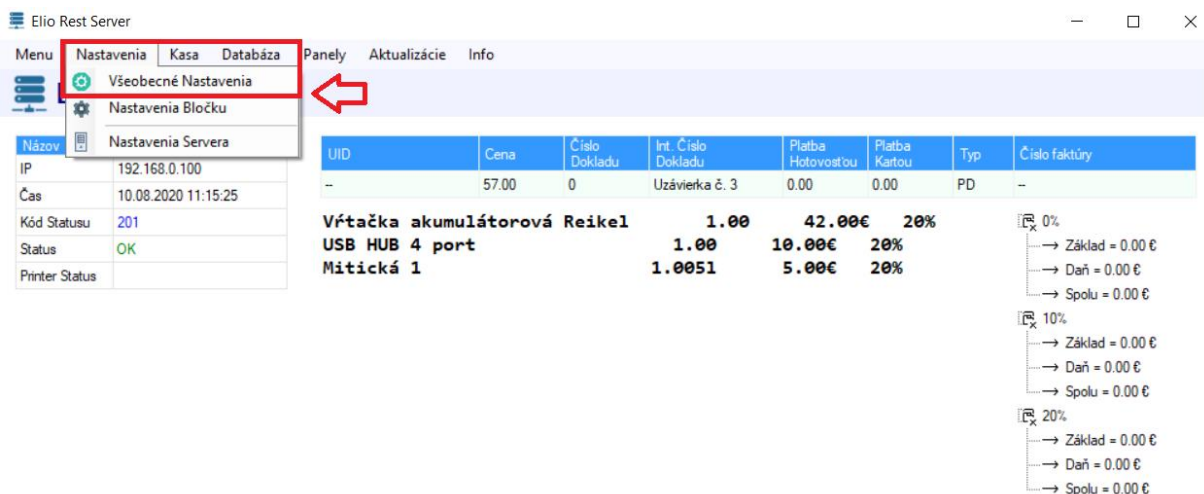 Elio Rest Server
Menu Nastavenia Kasa Databáza Panely Aktualizácie Info
Všeobecné Nastavenia
Nastavenia Bločku
Nastavenia Servera
Názov
IP 192.168.0.100
Čas 10.08.2020 11:15:25
Kód Statusu 201
Status OK
Printer Status
UID Cena Číslo Dokladu Int. Číslo Dokladu Platba Hotovosťou Platba Kartou Typ Číslo faktúry
-- 57.00 0 Uzávierka č. 3 0.00 0.00 PD --
Vŕtačka akumulátorová Reikel 1.00 42.00€ 20%
USB HUB 4 port 1.00 10.00€ 20%
Mitická 1 1.0051 5.00€ 20%
0%
Základ = 0.00 €
Daň = 0.00 €
Spolu = 0.00 €
10%
Základ = 0.00 €
Daň = 0.00 €
Spolu = 0.00 €
20%
Základ = 0.00 €
Daň = 0.00 €
Spolu = 0.00 €